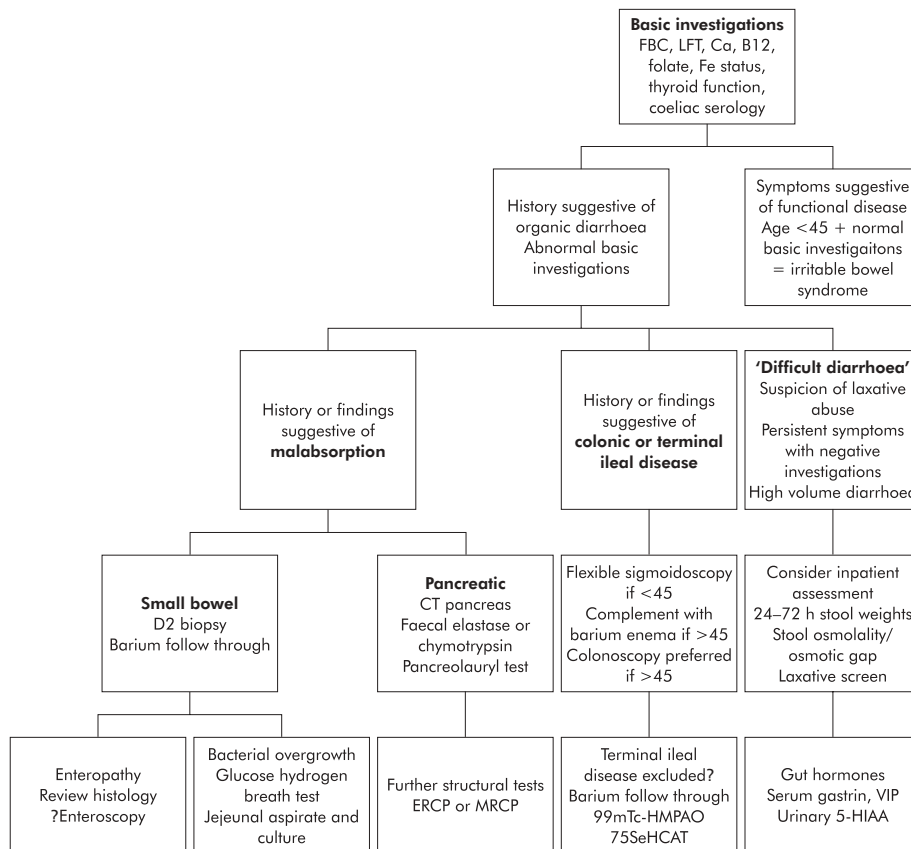 Basic investigations
FBC, LFT, Ca, B12,
folate, Fe status,
thyroid function,
coeliac serology
History suggestive of
organic diarrhoea
Abnormal basic
investigations
Symptoms suggestive
of functional disease
Age <45 + normal
basic investigaitons
= irritable bowel
syndrome
History or findings
suggestive of
malabsorption
History or findings
suggestive of
colonic or terminal
ileal disease
‘Difficult diarrhoea’
Suspicion of laxative
abuse
Persistent symptoms
with negative
investigations
High volume diarrhoea
Small bowel
D2 biopsy
Barium follow through
Pancreatic
CT pancreas
Faecal elastase or
chymotrypsin
Pancreolauryl test
Flexible sigmoidoscopy
if <45
Complement with
barium enema if >45
Colonoscopy preferred
if >45
Consider inpatient
assessment
24–72 h stool weights
Stool osmolality/
osmotic gap
Laxative screen
Enteropathy
Review histology
?Enteroscopy
Bacterial overgrowth
Glucose hydrogen
breath test
Jejeunal aspirate and
culture
Further structural tests
ERCP or MRCP
Terminal ileal
disease excluded?
Barium follow through
99mTc-HMPAO
75SeHCAT
Gut hormones
Serum gastrin, VIP
Urinary 5-HIAA